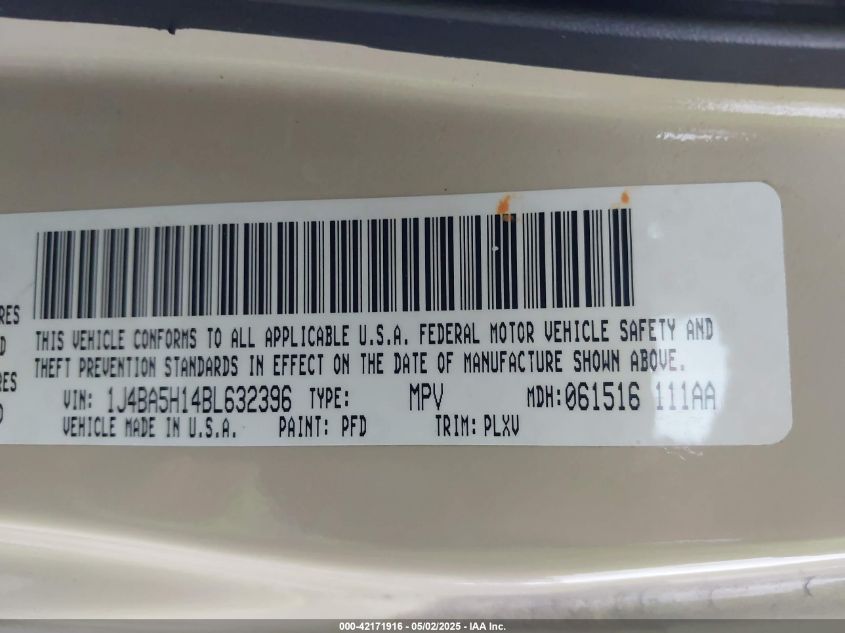 RES
D
RES
THIS VEHICLE CONFORMS TO ALL APPLICABLE U.S.A. FEDERAL MOTOR VEHICLE SAFETY AND
THEFT PREVENTION STANDARDS IN EFFECT ON THE DATE OF MANUFACTURE SHOWN ABOVE.
VIN: 1J4BA5H14BL632396 TYPE: MPV MDH:061516 111AA
VEHICLE MADE IN U.S.A. PAINT: PFD TRIM: PLXV
000-42171916 - 05/02/2025 - IAA Inc.